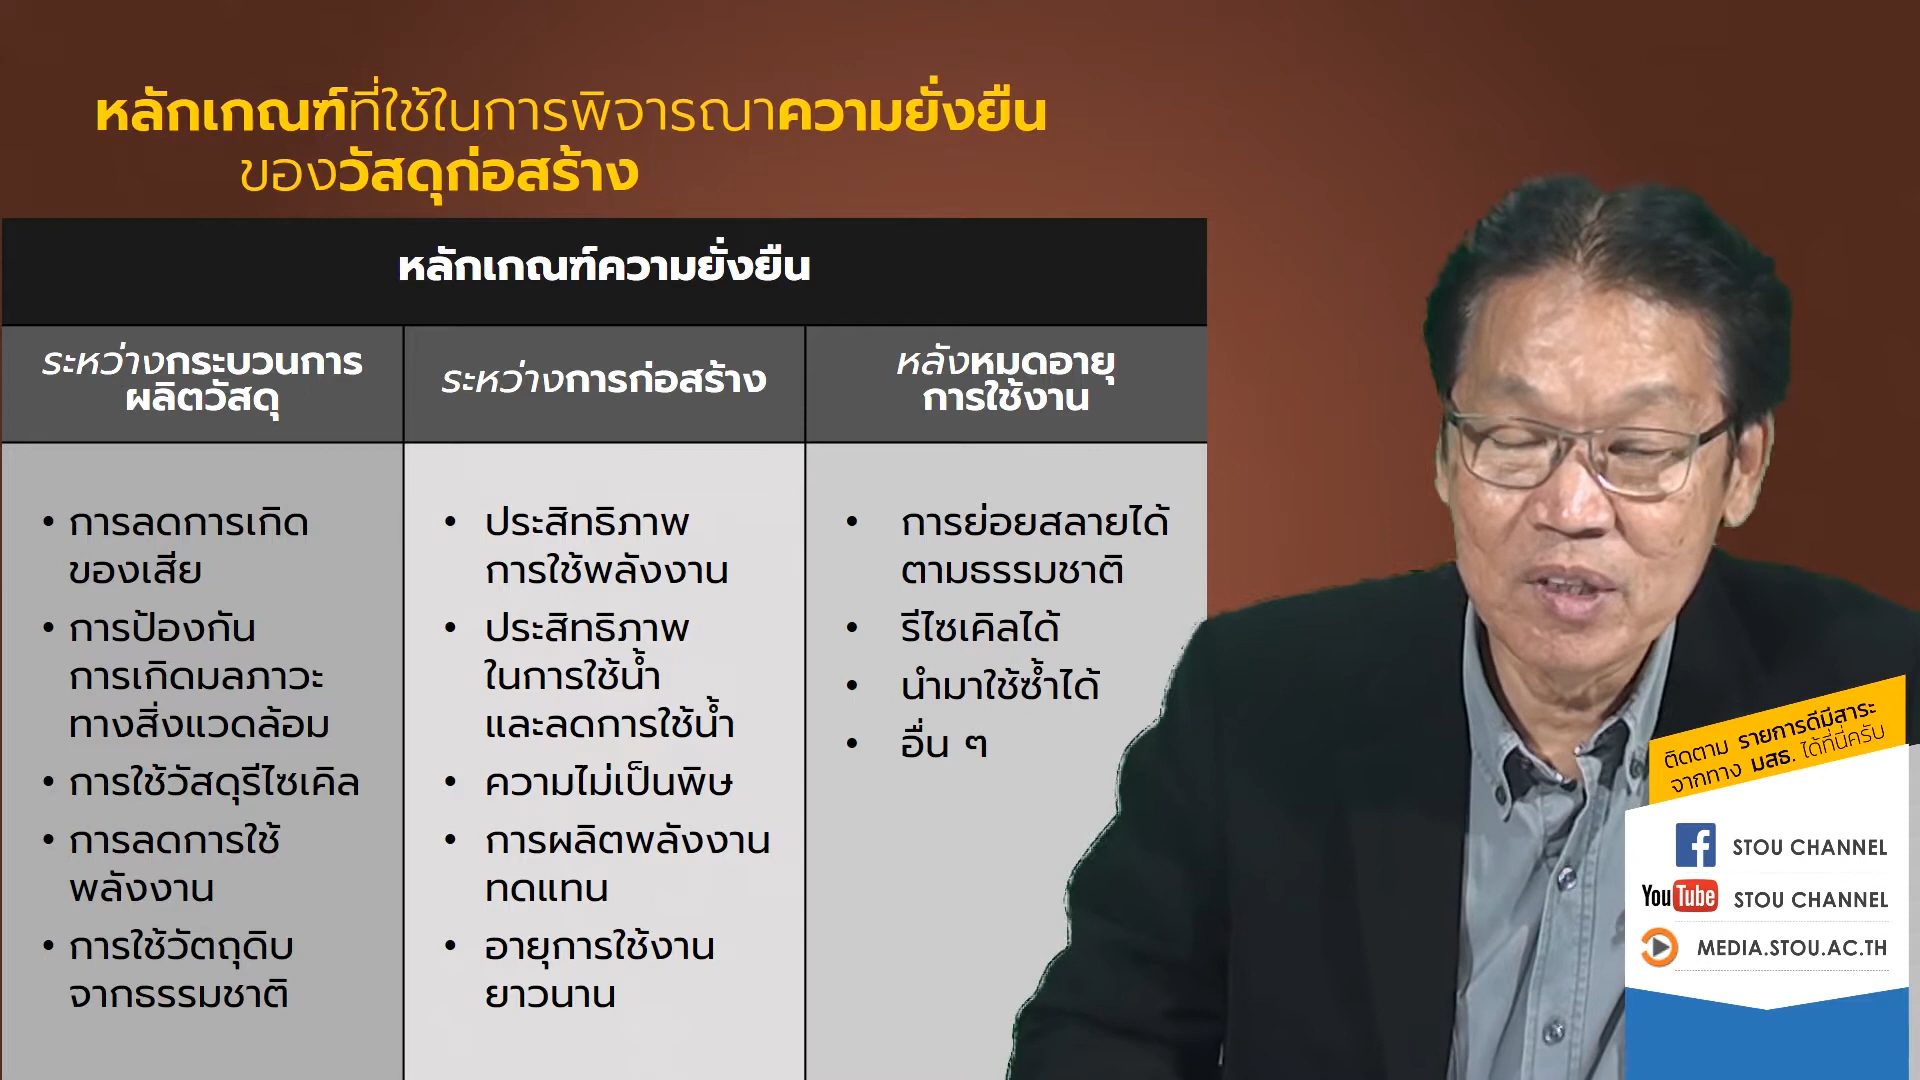 หลักเกณฑ์ที่ใช้ในการพิจารณาความยั่งยืน
ของวัสดุก่อสร้าง
หลักเกณฑ์ความยั่งยืน
ระหว่างกระบวนการ
ผลิตวัสดุ
• การลดการเกิด
ของเสีย
• การป้องกัน
การเกิดมลภาวะ
ทางสิ่งแวดล้อม
• การใช้วัสดุรีไซเคิล
• การลดการใช้
พลังงาน
• การใช้วัตถุดิบ
จากธรรมชาติ
ระหว่างการก่อสร้าง
• ประสิทธิภาพ
การใช้พลังงาน
• ประสิทธิภาพ
ในการใช้น้ำ
และลดการใช้น้ำ
• ความไม่เป็นพิษ
• การผลิตพลังงาน
ทดแทน
• อายุการใช้งาน
ยาวนาน
หลังหมดอายุ
การใช้งาน
• การย่อยสลายได้
ตามธรรมชาติ
• รีไซเคิลได้
• นำมาใช้ซ้ำได้
• อื่น ๆ
ติดตาม รายการดีมีสาระ
จากทาง มสธ. ได้ที่นี่ครับ
f STOU CHANNEL
YouTube STOU CHANNEL
MEDIA.STOU.AC.TH